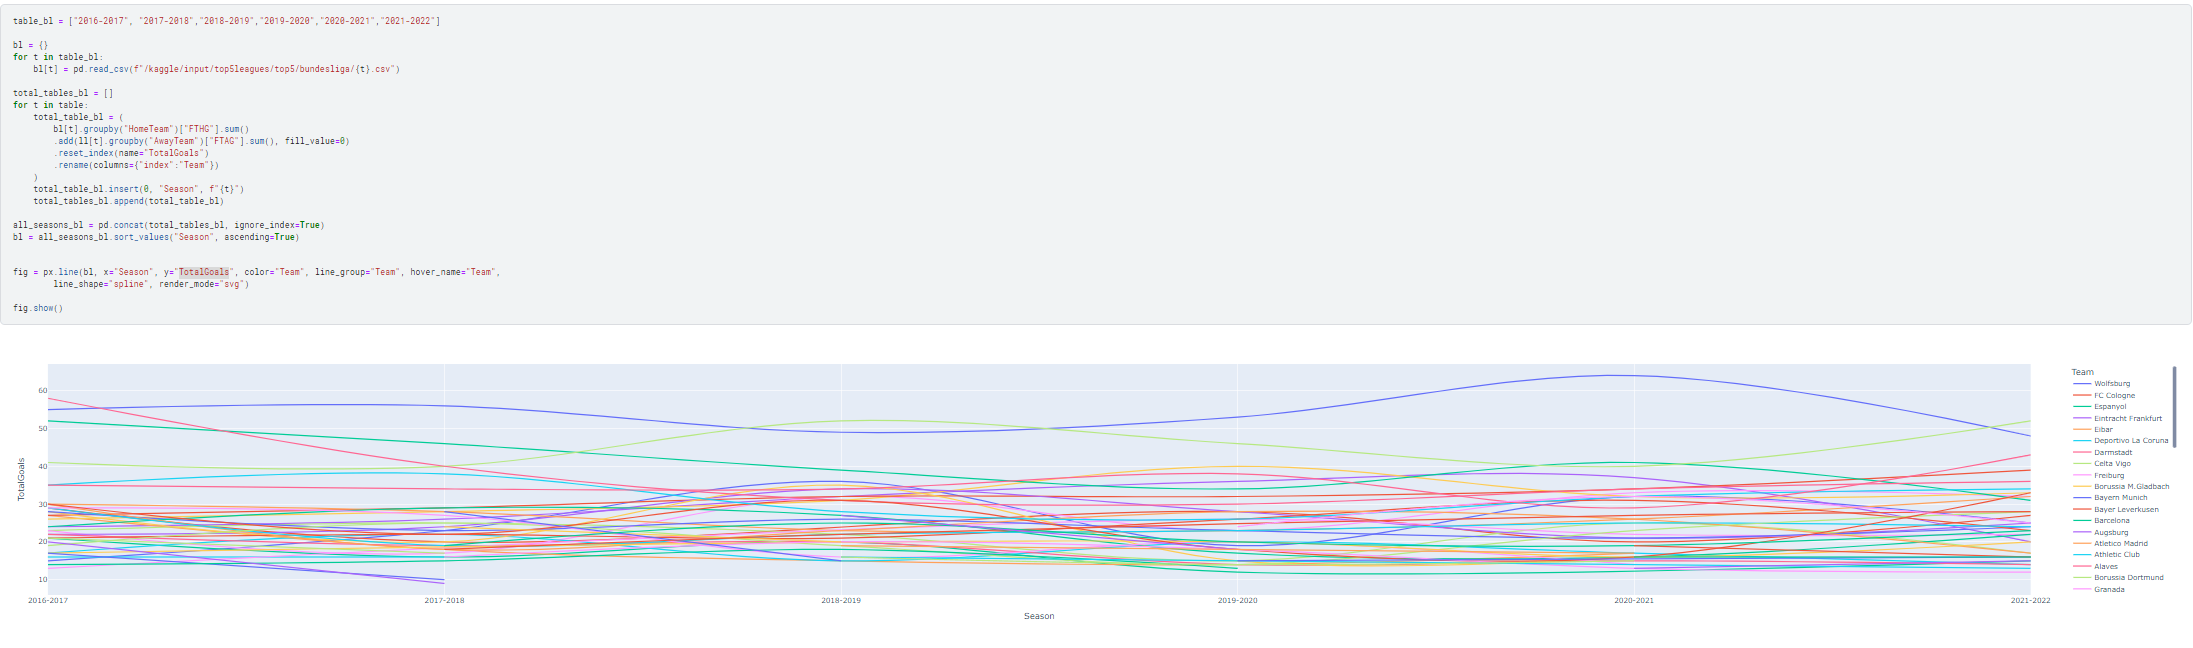 table_bl = ["2016-2017", "2017-2018","2018-2019","2019-2020","2020-2021","2021-2022"]
bl = {}
for t in table_bl:
    bl[t] = pd.read_csv(f"/kaggle/input/top5leagues/top5/bundesliga/{t}.csv")
total_tables_bl = []
for t in table:
    total_table_bl = (
        bl[t].groupby("HomeTeam")["FTHG"].sum()
        .add(ll[t].groupby("AwayTeam")["FTAG"].sum(), fill_value=0)
        .reset_index(name="TotalGoals")
        .rename(columns={"index":"Team"})
    )
    total_table_bl.insert(0, "Season", f"{t}")
    total_tables_bl.append(total_table_bl)
all_seasons_bl = pd.concat(total_tables_bl, ignore_index=True)
bl = all_seasons_bl.sort_values("Season", ascending=True)
fig = px.line(bl, x="Season", y="TotalGoals", color="Team", line_group="Team", hover_name="Team",
        line_shape="spline", render_mode="svg")
fig.show()
60
50
40
30
20
10
TotalGoals
2016-2017
2017-2018
2018-2019
2019-2020
2020-2021
2021-2022
Season
Team
Wolfsburg
FC Cologne
Espanyol
Eintracht Frankfurt
Eibar
Deportivo La Coruna
Darmstadt
Celta Vigo
Freiburg
Borussia M.Gladbach
Bayern Munich
Bayer Leverkusen
Barcelona
Augsburg
Atletico Madrid
Athletic Club
Alaves
Borussia Dortmund
Granada